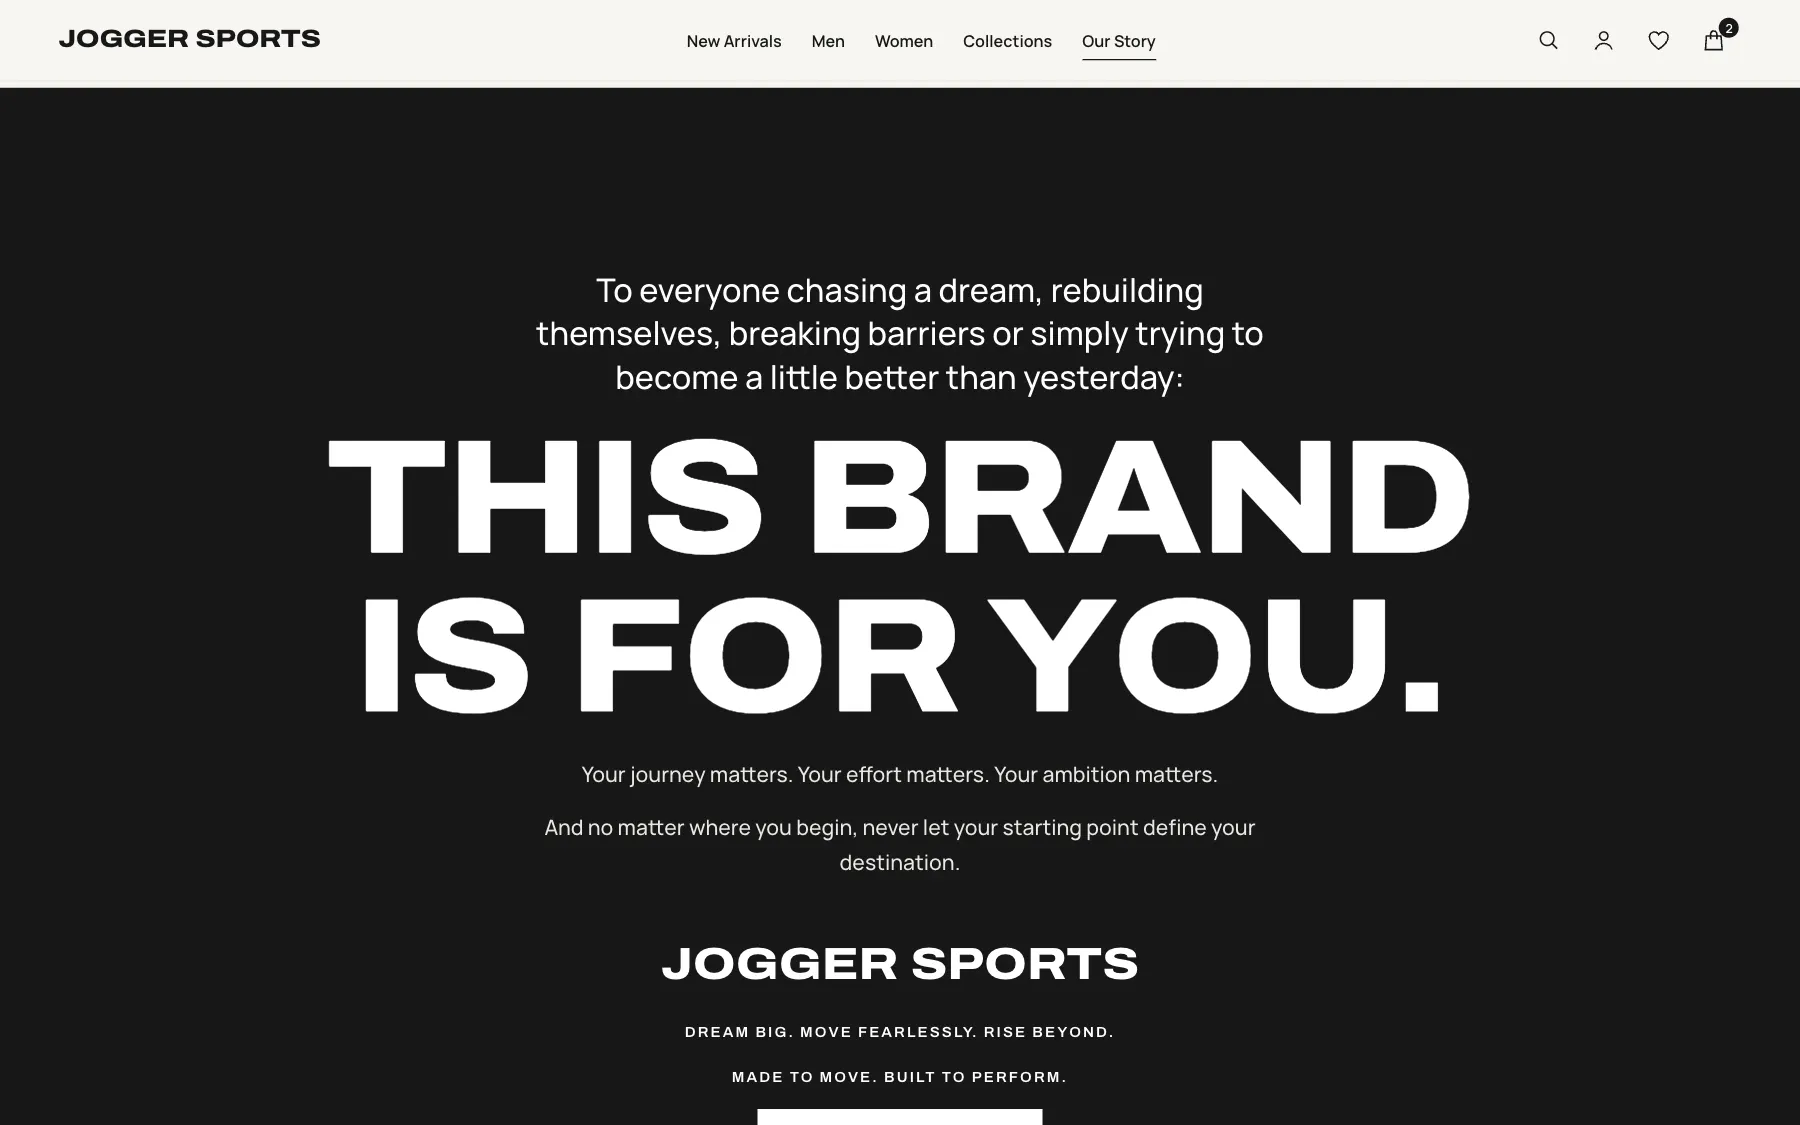 JOGGER SPORTS
New Arrivals Men Women Collections Our Story
2
To everyone chasing a dream, rebuilding
themselves, breaking barriers or simply trying to
become a little better than yesterday:
THIS BRAND
IS FOR YOU.
Your journey matters. Your effort matters. Your ambition matters.
And no matter where you begin, never let your starting point define your
destination.
JOGGER SPORTS
DREAM BIG. MOVE FEARLESSLY. RISE BEYOND.
MADE TO MOVE. BUILT TO PERFORM.